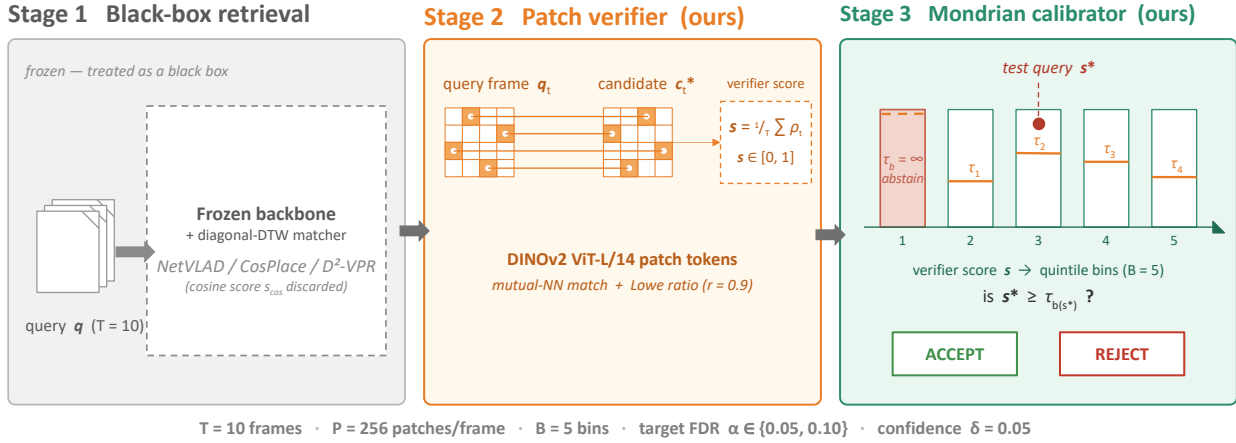 Stage 1 Black-box retrieval
frozen — treated as a black box
Frozen backbone
+ diagonal-DTW matcher
NetVLAD / CosPlace / D²-VPR
(cosine score s_cos discarded)
query q (T = 10)
Stage 2 Patch verifier (ours)
query frame q_t
candidate c_t*
verifier score
s = 1/T ∑ ρ_t
s ∈ [0, 1]
DINOv2 ViT-L/14 patch tokens
mutual-NN match + Lowe ratio (r = 0.9)
Stage 3 Mondrian calibrator (ours)
test query s*
τ_b = ∞
abstain
τ_1
τ_2
τ_3
τ_4
1 2 3 4 5
verifier score s → quintile bins (B = 5)
is s* ≥ τ_b(s*) ?
ACCEPT
REJECT
T = 10 frames · P = 256 patches/frame · B = 5 bins · target FDR α ∈ {0.05, 0.10} · confidence δ = 0.05